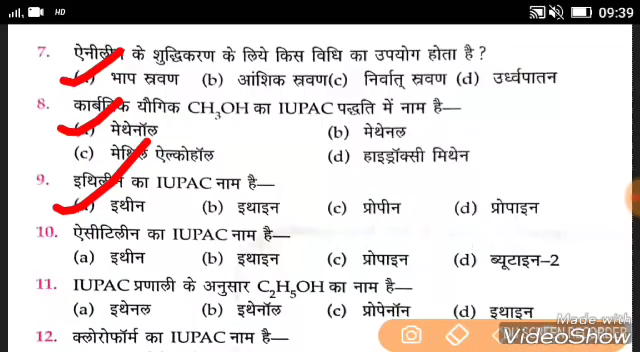 HD 09:39
7. ऐनीलीन के शुद्धिकरण के लिये किस विधि का उपयोग होता है ?
भाप स्रवण (b) आंशिक स्रवण(c) निर्वात् स्रवण (d) उर्ध्वपातन
8. कार्बनिक यौगिक CH₃OH का IUPAC पद्धति में नाम है—
मेथेनॉल (b) मेथेनल
(c) मेथिल ऐल्कोहॉल (d) हाइड्रॉक्सी मिथेन
9. इथिलीन का IUPAC नाम है—
इथीन (b) इथाइन (c) प्रोपीन (d) प्रोपाइन
10. ऐसीटिलीन का IUPAC नाम है—
(a) इथीन (b) इथाइन (c) प्रोपाइन (d) ब्यूटाइन-2
11. IUPAC प्रणाली के अनुसार C₂H₅OH का नाम है—
(a) इथेनल (b) इथेनॉल (c) प्रोपेनॉन (d) इथाइन
Made with
12. क्लोरोफॉर्म का IUPAC नाम है—
VideoShow